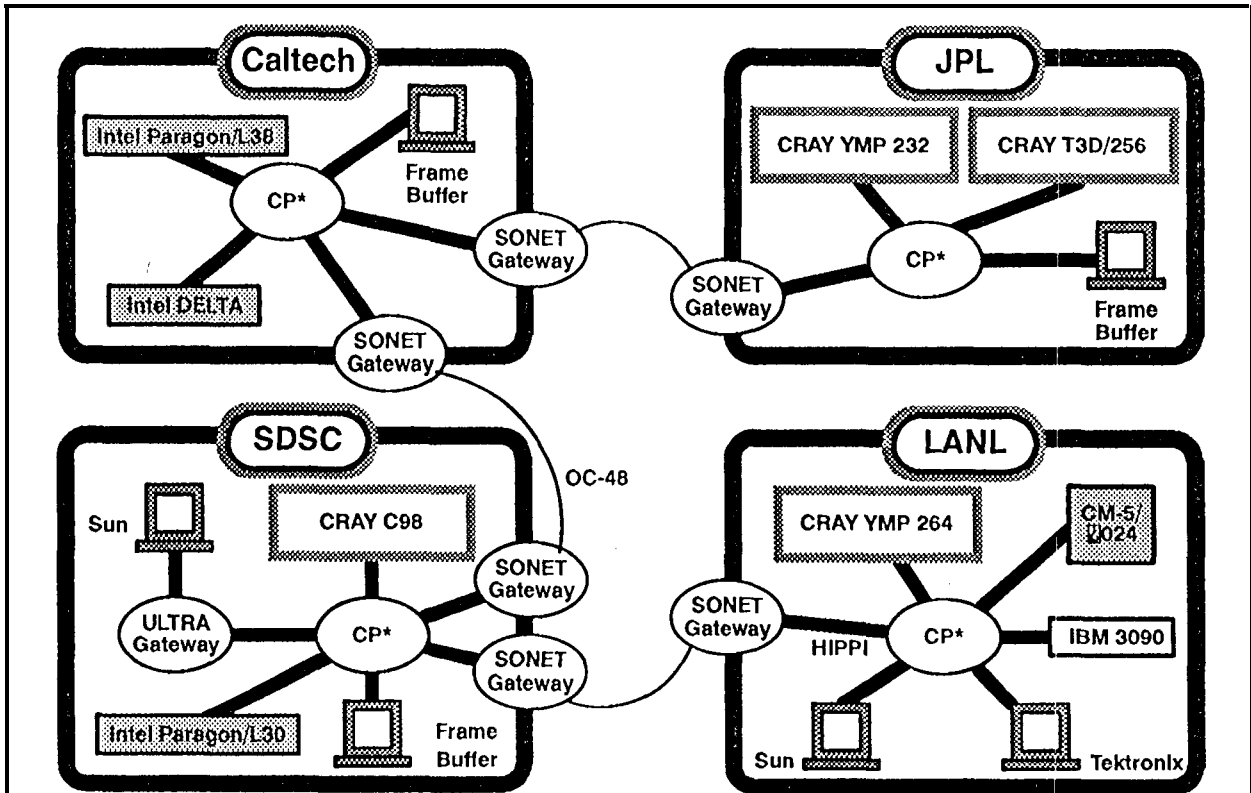 Caltech
Intel Paragon/L38
Frame
Buffer
CP*
SONET
Gateway
Intel DELTA
SONET
Gateway
JPL
CRAY YMP 232
CRAY T3D/256
CP*
SONET
Gateway
Frame
Buffer
SDSC
OC-48
Sun
CRAY C98
SONET
Gateway
ULTRA
Gateway
CP*
SONET
Gateway
Intel Paragon/L30
Frame
Buffer
LANL
CRAY YMP 264
CM-5/
SONET
Gateway
HIPPI
CP*
IBM 3090
Sun
Tektronix